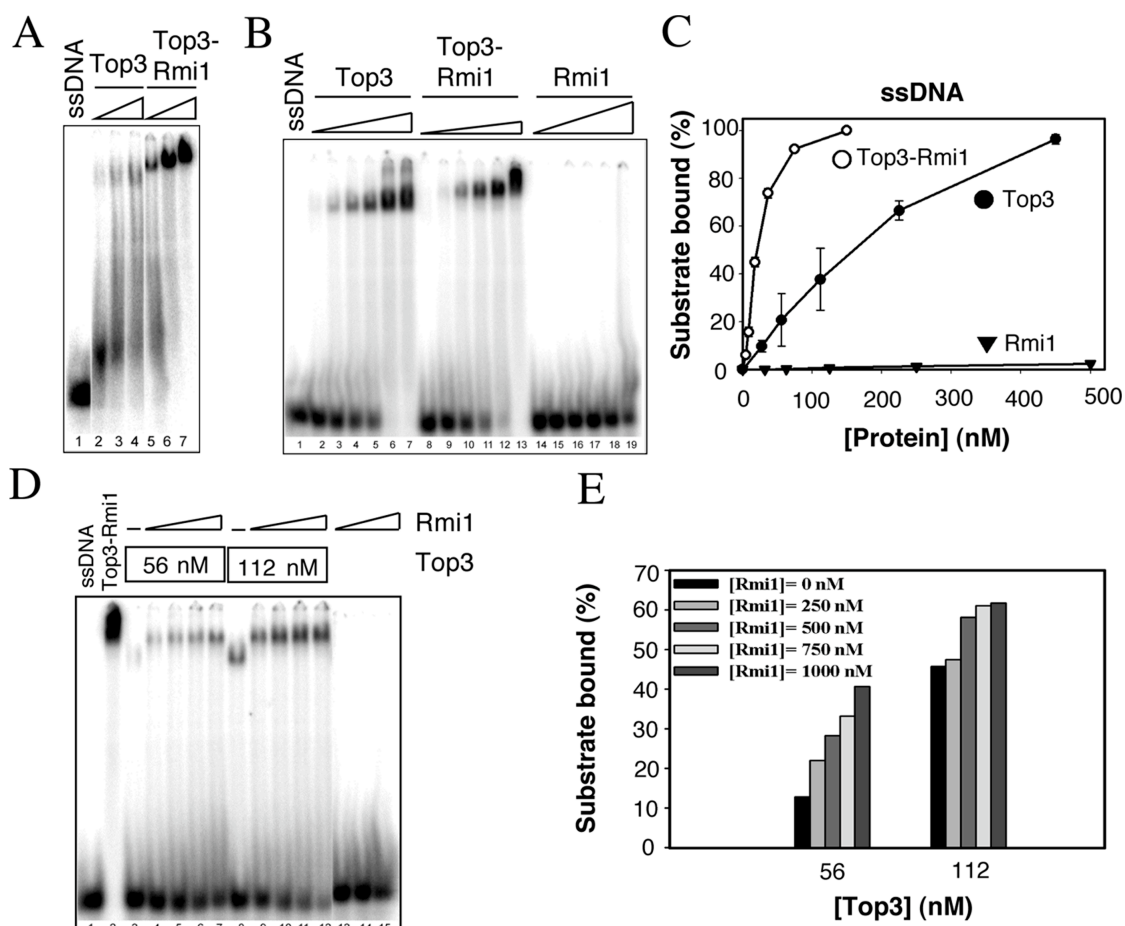 A
ssDNA
Top3
Top3-
Rmi1
1 2 3 4 5 6 7
B
ssDNA
Top3
Top3-
Rmi1
Rmi1
1 2 3 4 5 6 7 8 9 10 11 12 13 14 15 16 17 18 19
C
ssDNA
Substrate bound (%)
100
80
60
40
20
0
Top3-Rmi1
Top3
Rmi1
0 100 200 300 400 500
[Protein] (nM)
D
ssDNA
Top3-Rmi1
– – Rmi1
56 nM 112 nM Top3
E
Substrate bound (%)
70
60
50
40
30
20
10
0
[Rmi1]= 0 nM
[Rmi1]= 250 nM
[Rmi1]= 500 nM
[Rmi1]= 750 nM
[Rmi1]= 1000 nM
56 112
[Top3] (nM)